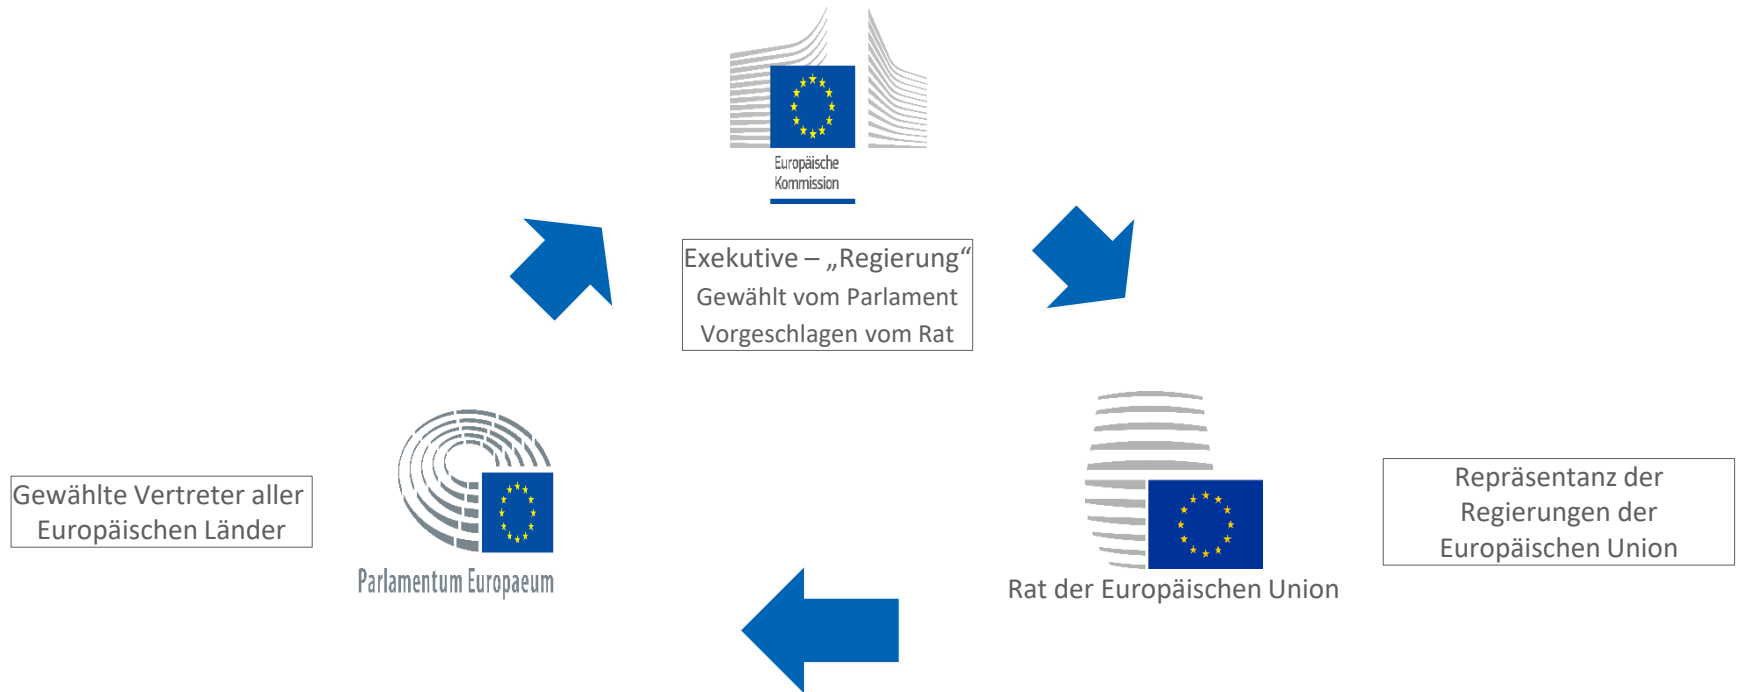 Europäische
Kommission
Exekutive – „Regierung“
Gewählt vom Parlament
Vorgeschlagen vom Rat
Gewählte Vertreter aller
Europäischen Länder
Parlamentum Europaeum
Rat der Europäischen Union
Repräsentanz der
Regierungen der
Europäischen Union